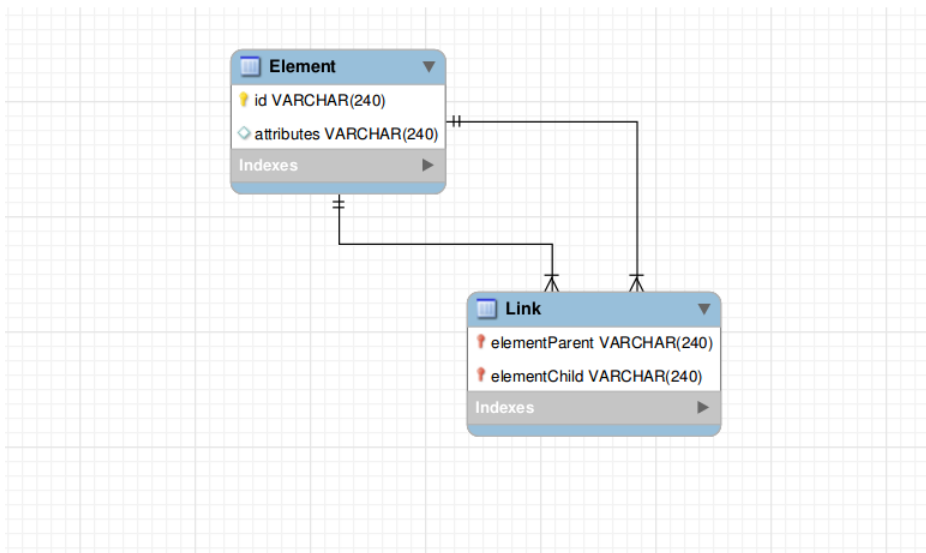 Element
id VARCHAR(240)
attributes VARCHAR(240)
Indexes
Link
elementParent VARCHAR(240)
elementChild VARCHAR(240)
Indexes